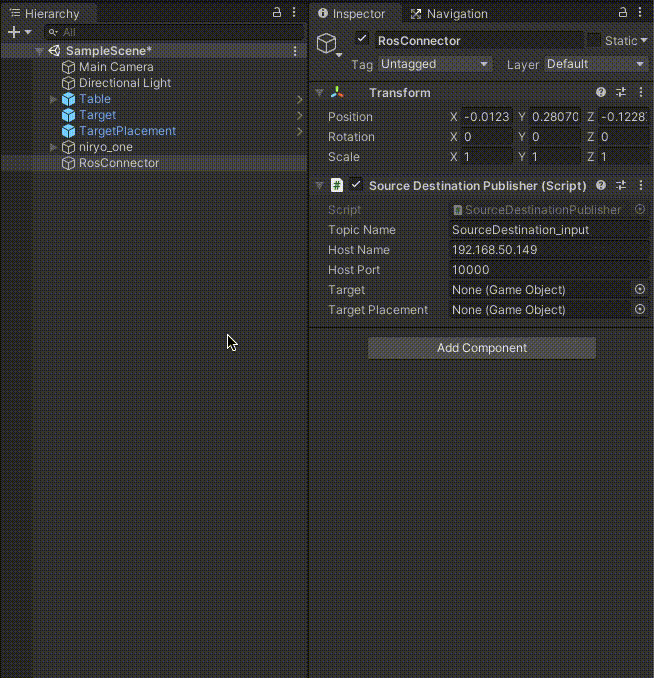 Hierarchy
All
SampleScene*
Main Camera
Directional Light
Table
Target
TargetPlacement
niryo_one
RosConnector
Inspector
Navigation
RosConnector
Static
Tag Untagged Layer Default
Transform
Position X -0.0123 Y 0.28070 Z -0.1228
Rotation X 0 Y 0 Z 0
Scale X 1 Y 1 Z 1
# Source Destination Publisher (Script)
Script # SourceDestinationPublisher
Topic Name SourceDestination_input
Host Name 192.168.50.149
Host Port 10000
Target None (Game Object)
Target Placement None (Game Object)
Add Component